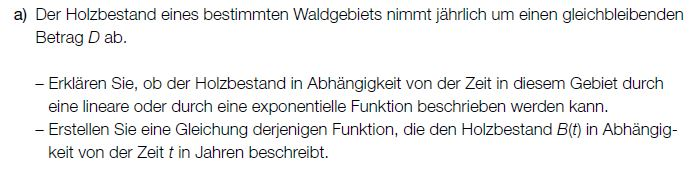 a) Der Holzbestand eines bestimmten Waldgebiets nimmt jährlich um einen gleichbleibenden
Betrag D ab.
– Erklären Sie, ob der Holzbestand in Abhängigkeit von der Zeit in diesem Gebiet durch
eine lineare oder durch eine exponentielle Funktion beschrieben werden kann.
– Erstellen Sie eine Gleichung derjenigen Funktion, die den Holzbestand B(t) in Abhängig-
keit von der Zeit t in Jahren beschreibt.